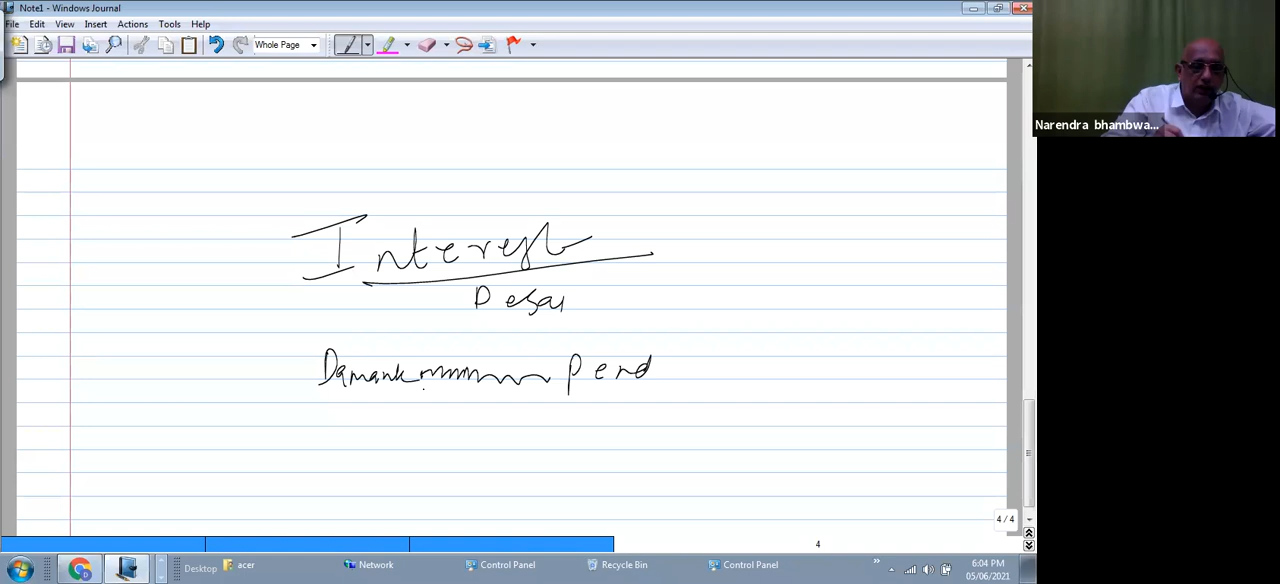 Note1 - Windows Journal
File Edit View Insert Actions Tools Help
Whole Page
Narendra bhambwa...
Interest
Desai
Damank Pend
4 / 4
4
Desktop acer Network Control Panel Recycle Bin Control Panel » 6:04 PM
05/06/2021